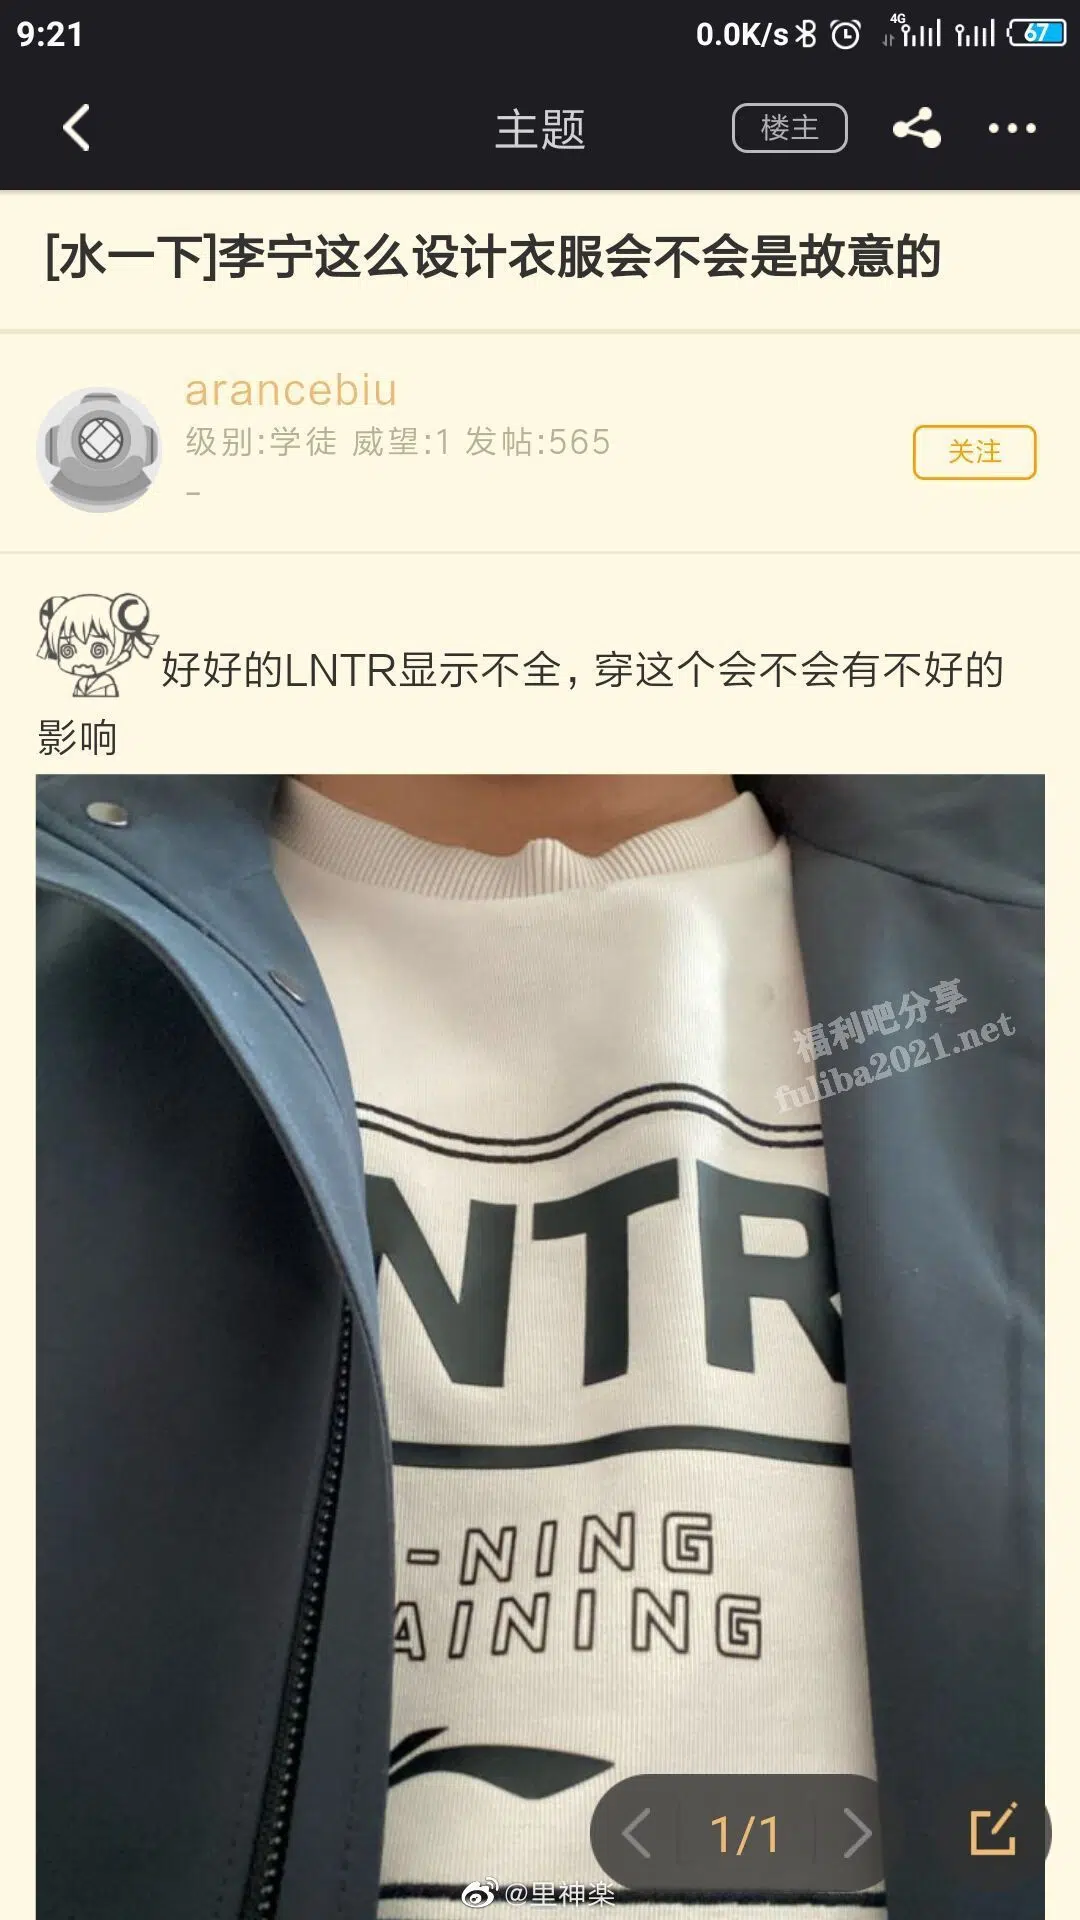 9:21
0.0K/s 4G 67
主题
楼主
[水一下]李宁这么设计衣服会不会是故意的
arancebiu
级别:学徒 威望:1 发帖:565
-
关注
好好的LNTR显示不全，穿这个会不会有不好的
影响
福利吧分享
fuliba2021.net
NTR
-NING
AINING
1/1
@里神楽